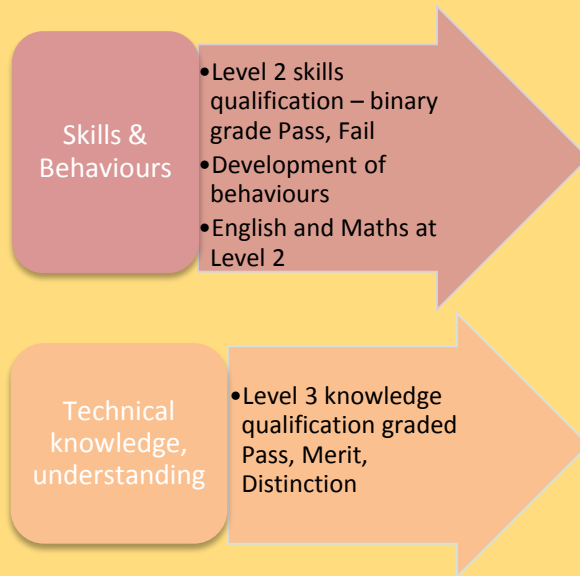 Skills &
Behaviours
•Level 2 skills
qualification – binary
grade Pass, Fail
•Development of
behaviours
•English and Maths at
Level 2
Technical
knowledge,
understanding
•Level 3 knowledge
qualification graded
Pass, Merit,
Distinction